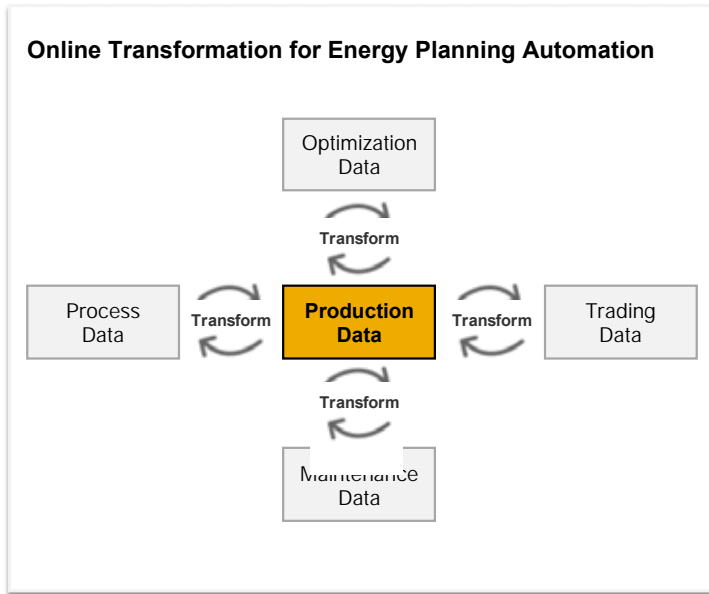 Online Transformation for Energy Planning Automation
Optimization
Data
Transform
Process
Data
Transform
Production
Data
Transform
Trading
Data
Transform
Maintenance
Data